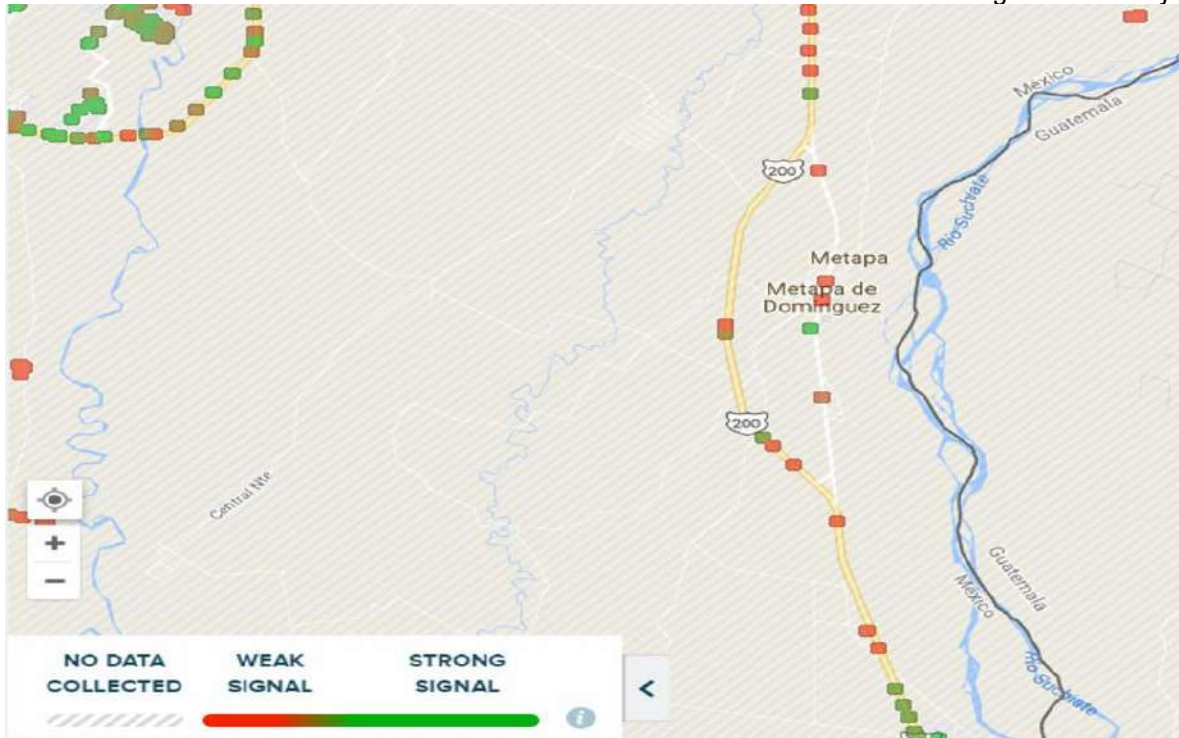 México
Guatemala
200
Río Suchiate
Metapa
Metapa de
Domínguez
200
Central Nte
Guatemala
México
Río Suchiate
+
−
NO DATA
COLLECTED
WEAK
SIGNAL
STRONG
SIGNAL
<
i